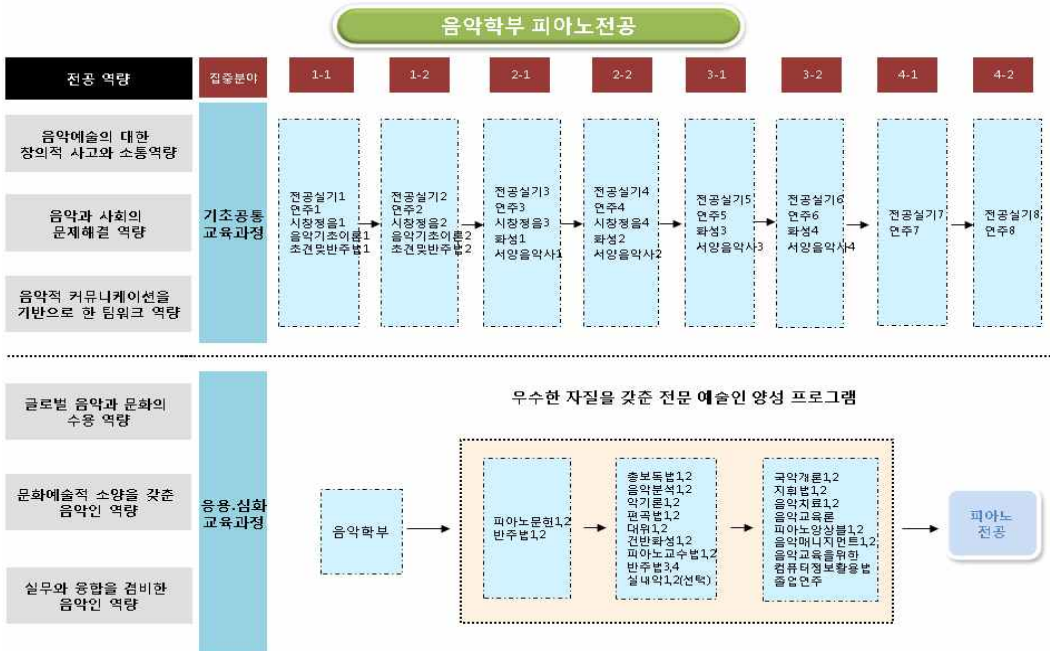 음악학부 피아노전공
전공 역량
집중분야
1-1
1-2
2-1
2-2
3-1
3-2
4-1
4-2
음악예술의 대한
창의적 사고와 소통역량
음악과 사회의
문제해결 역량
음악적 커뮤니케이션을
기반으로 한 팀워크 역량
기초공통
교육과정
전공실기1
연주1
시창청음1
음악기초이론1
초견및반주법1
전공실기2
연주2
시창청음2
음악기초이론2
초견및반주법2
전공실기3
연주3
시창청음3
화성1
서양음악사1
전공실기4
연주4
시창청음4
화성2
서양음악사2
전공실기5
연주5
화성3
서양음악사3
전공실기6
연주6
화성4
서양음악사4
전공실기7
연주7
전공실기8
연주8
글로벌 음악과 문화의
수용 역량
문화예술적 소양을 갖춘
음악인 역량
실무와 융합을 겸비한
음악인 역량
응용.심화
교육과정
우수한 자질을 갖춘 전문 예술인 양성 프로그램
음악학부
피아노문헌1,2
반주법1,2
총보독법1,2
음악분석1,2
악기론1,2
편곡법1,2
대위1,2
건반화성1,2
피아노교수법1,2
반주법3,4
실내악1,2(선택)
국악개론1,2
지휘법1,2
음악치료1,2
음악교육론
피아노앙상블1,2
음악매니지먼트1,2
음악교육을위한
컴퓨터정보활용법
졸업연주
피아노
전공